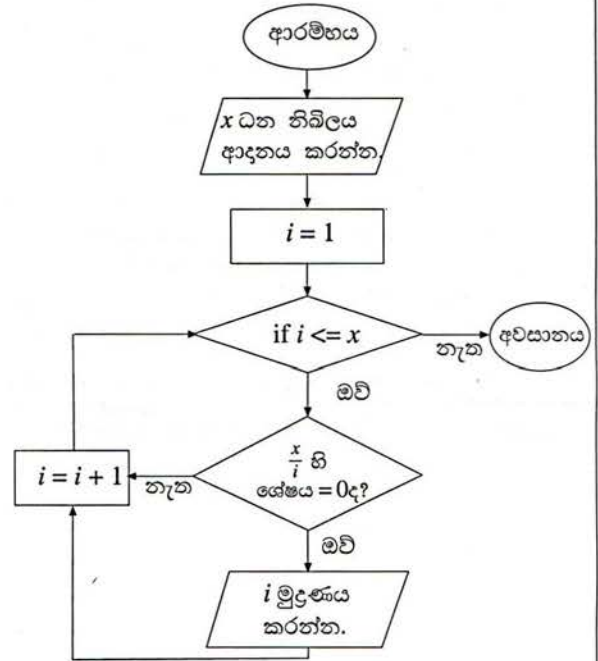 ආරම්භය
x ධන නිඛිලය
ආදානය කරන්න.
i = 1
if i <= x
නැත
අවසානය
ඔව්
x/i හි
ශේෂය = 0ද?
නැත
i = i + 1
ඔව්
i මුද්‍රණය
කරන්න.